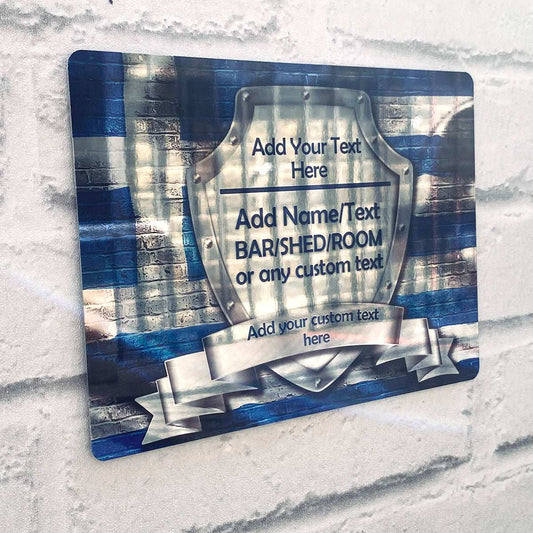 Add Your Text
Here
Add Name/Text
BAR/SHED/ROOM
or any custom text
Add your custom text
here